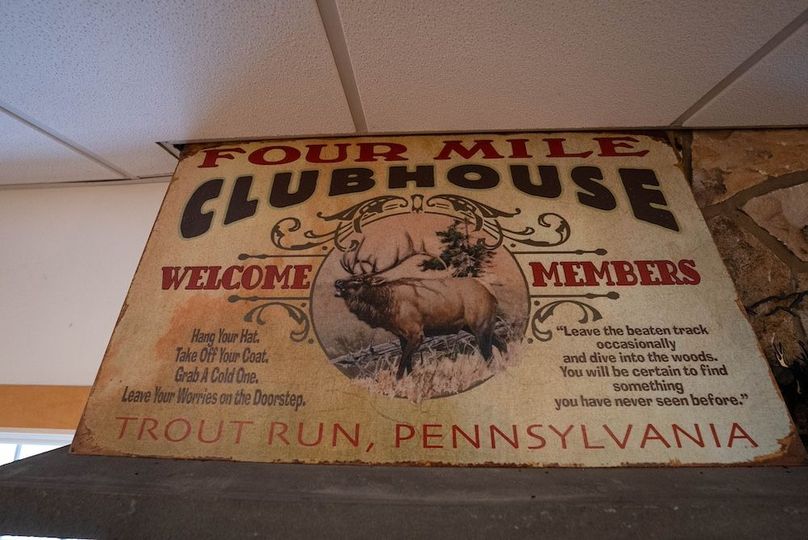 FOUR MILE
CLUBHOUSE
WELCOME MEMBERS
Hang Your Hat.
Take Off Your Coat.
Grab A Cold One.
Leave Your Worries on the Doorstep.
“Leave the beaten track
occasionally
and dive into the woods.
You will be certain to find
something
you have never seen before.”
TROUT RUN, PENNSYLVANIA